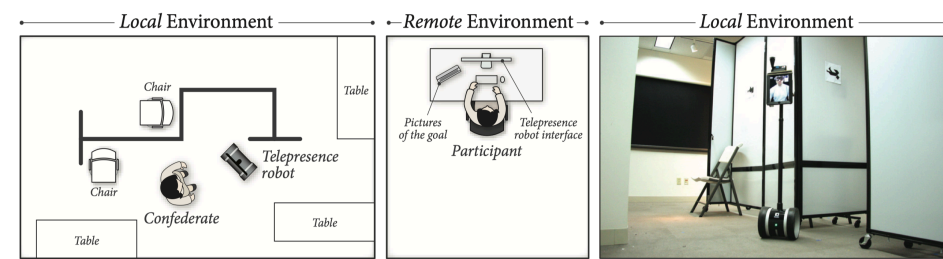 Local Environment
Remote Environment
Local Environment
Chair
Table
Chair
Telepresence
robot
Confederate
Table
Table
Pictures
of the goal
Telepresence
robot interface
Participant